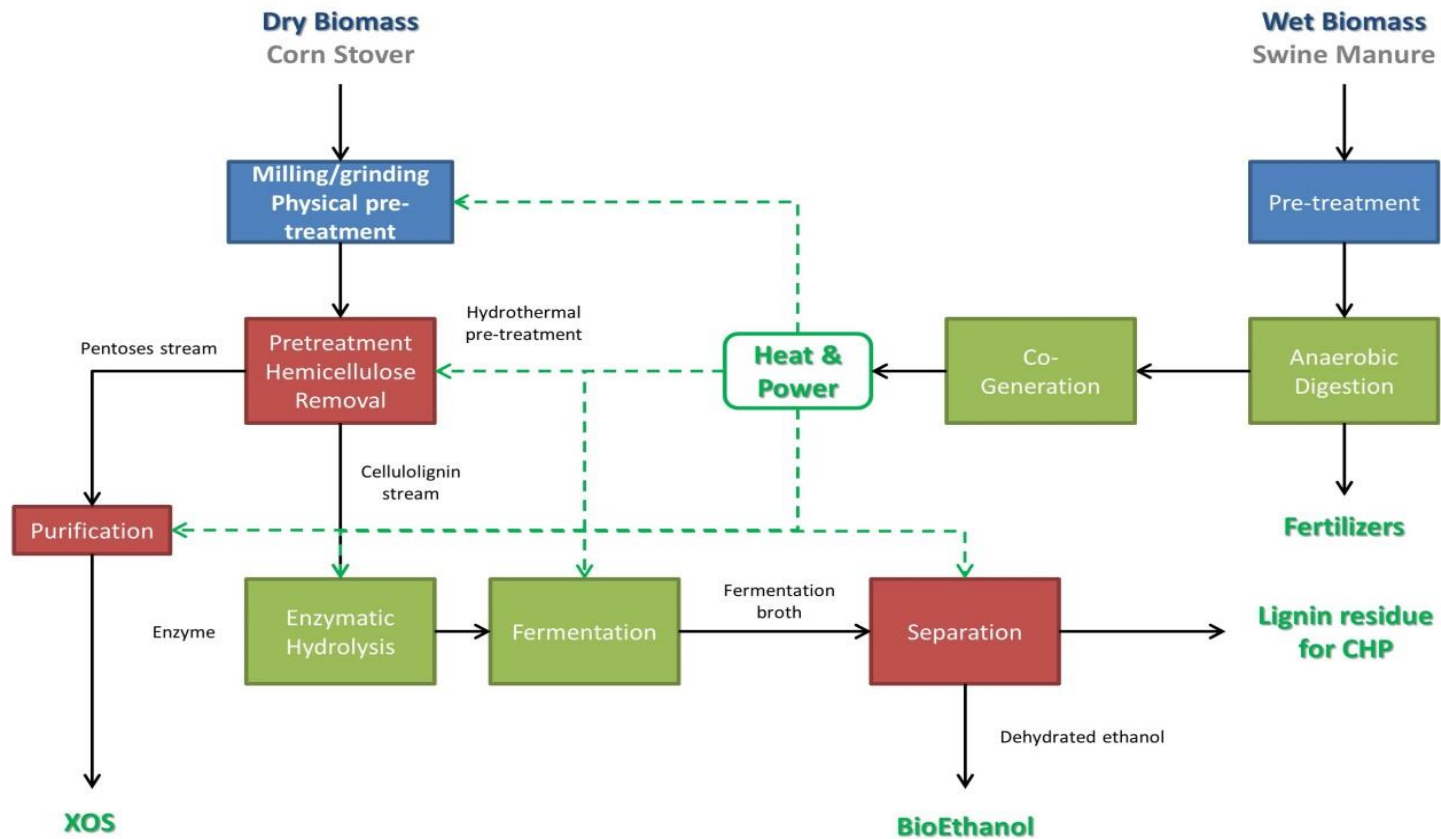 Dry Biomass
Corn Stover
Wet Biomass
Swine Manure
Milling/grinding
Physical pre-
treatment
Pre-treatment
Hydrothermal
pre-treatment
Pentoses stream
Pretreatment
Hemicellulose
Removal
Heat &
Power
Co-
Generation
Anaerobic
Digestion
Cellulolignin
stream
Purification
Fertilizers
Enzyme
Enzymatic
Hydrolysis
Fermentation
Fermentation
broth
Separation
Lignin residue
for CHP
Dehydrated ethanol
XOS
BioEthanol